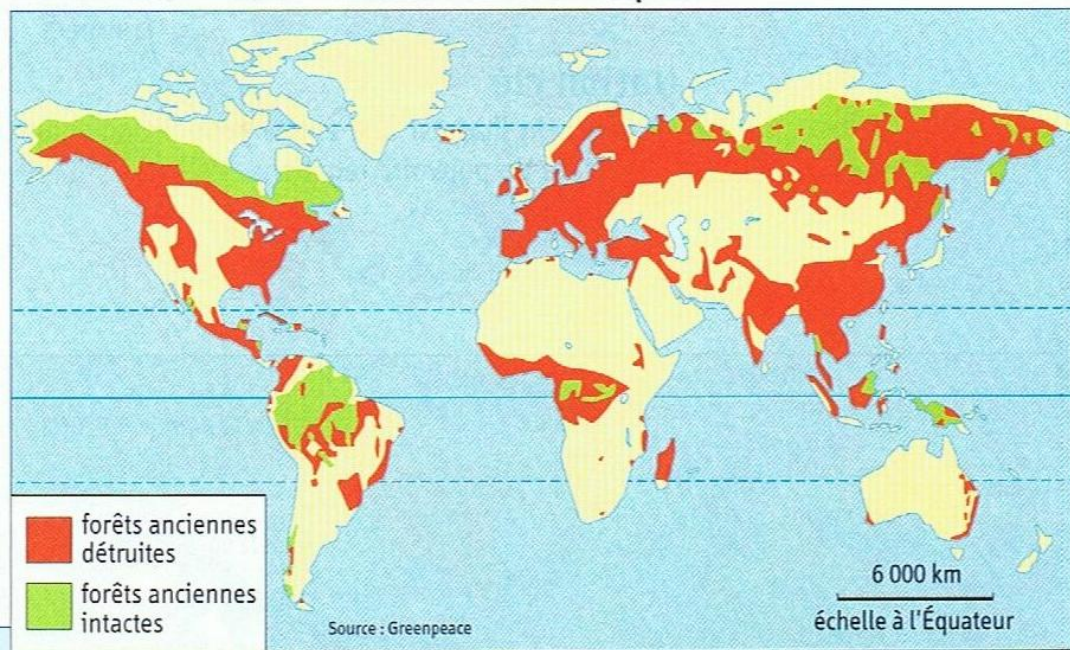 forêts anciennes
détruites
forêts anciennes
intactes
Source : Greenpeace
6 000 km
échelle à l'Équateur